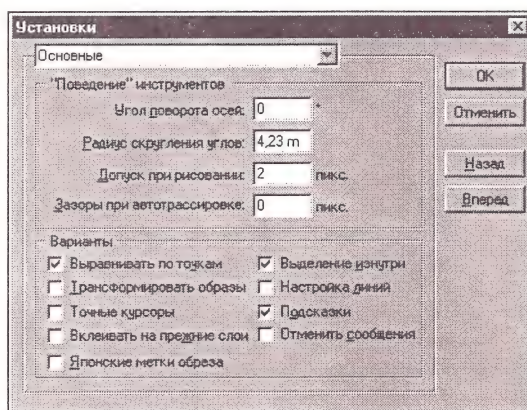 Установки
Основные
"Поведение" инструментов
Угол поворота осей: 0 °
Радиус скругления углов: 4,23 m
Допуск при рисовании: 2 пикс.
Зазоры при автотрассировке: 0 пикс.
Варианты
Выравнивать по точкам
Трансформировать образы
Точные курсоры
Вклеивать на прежние слои
Японские метки образа
Выделение изнутри
Настройка линий
Подсказки
Отменить сообщения
OK
Отменить
Назад
Вперед